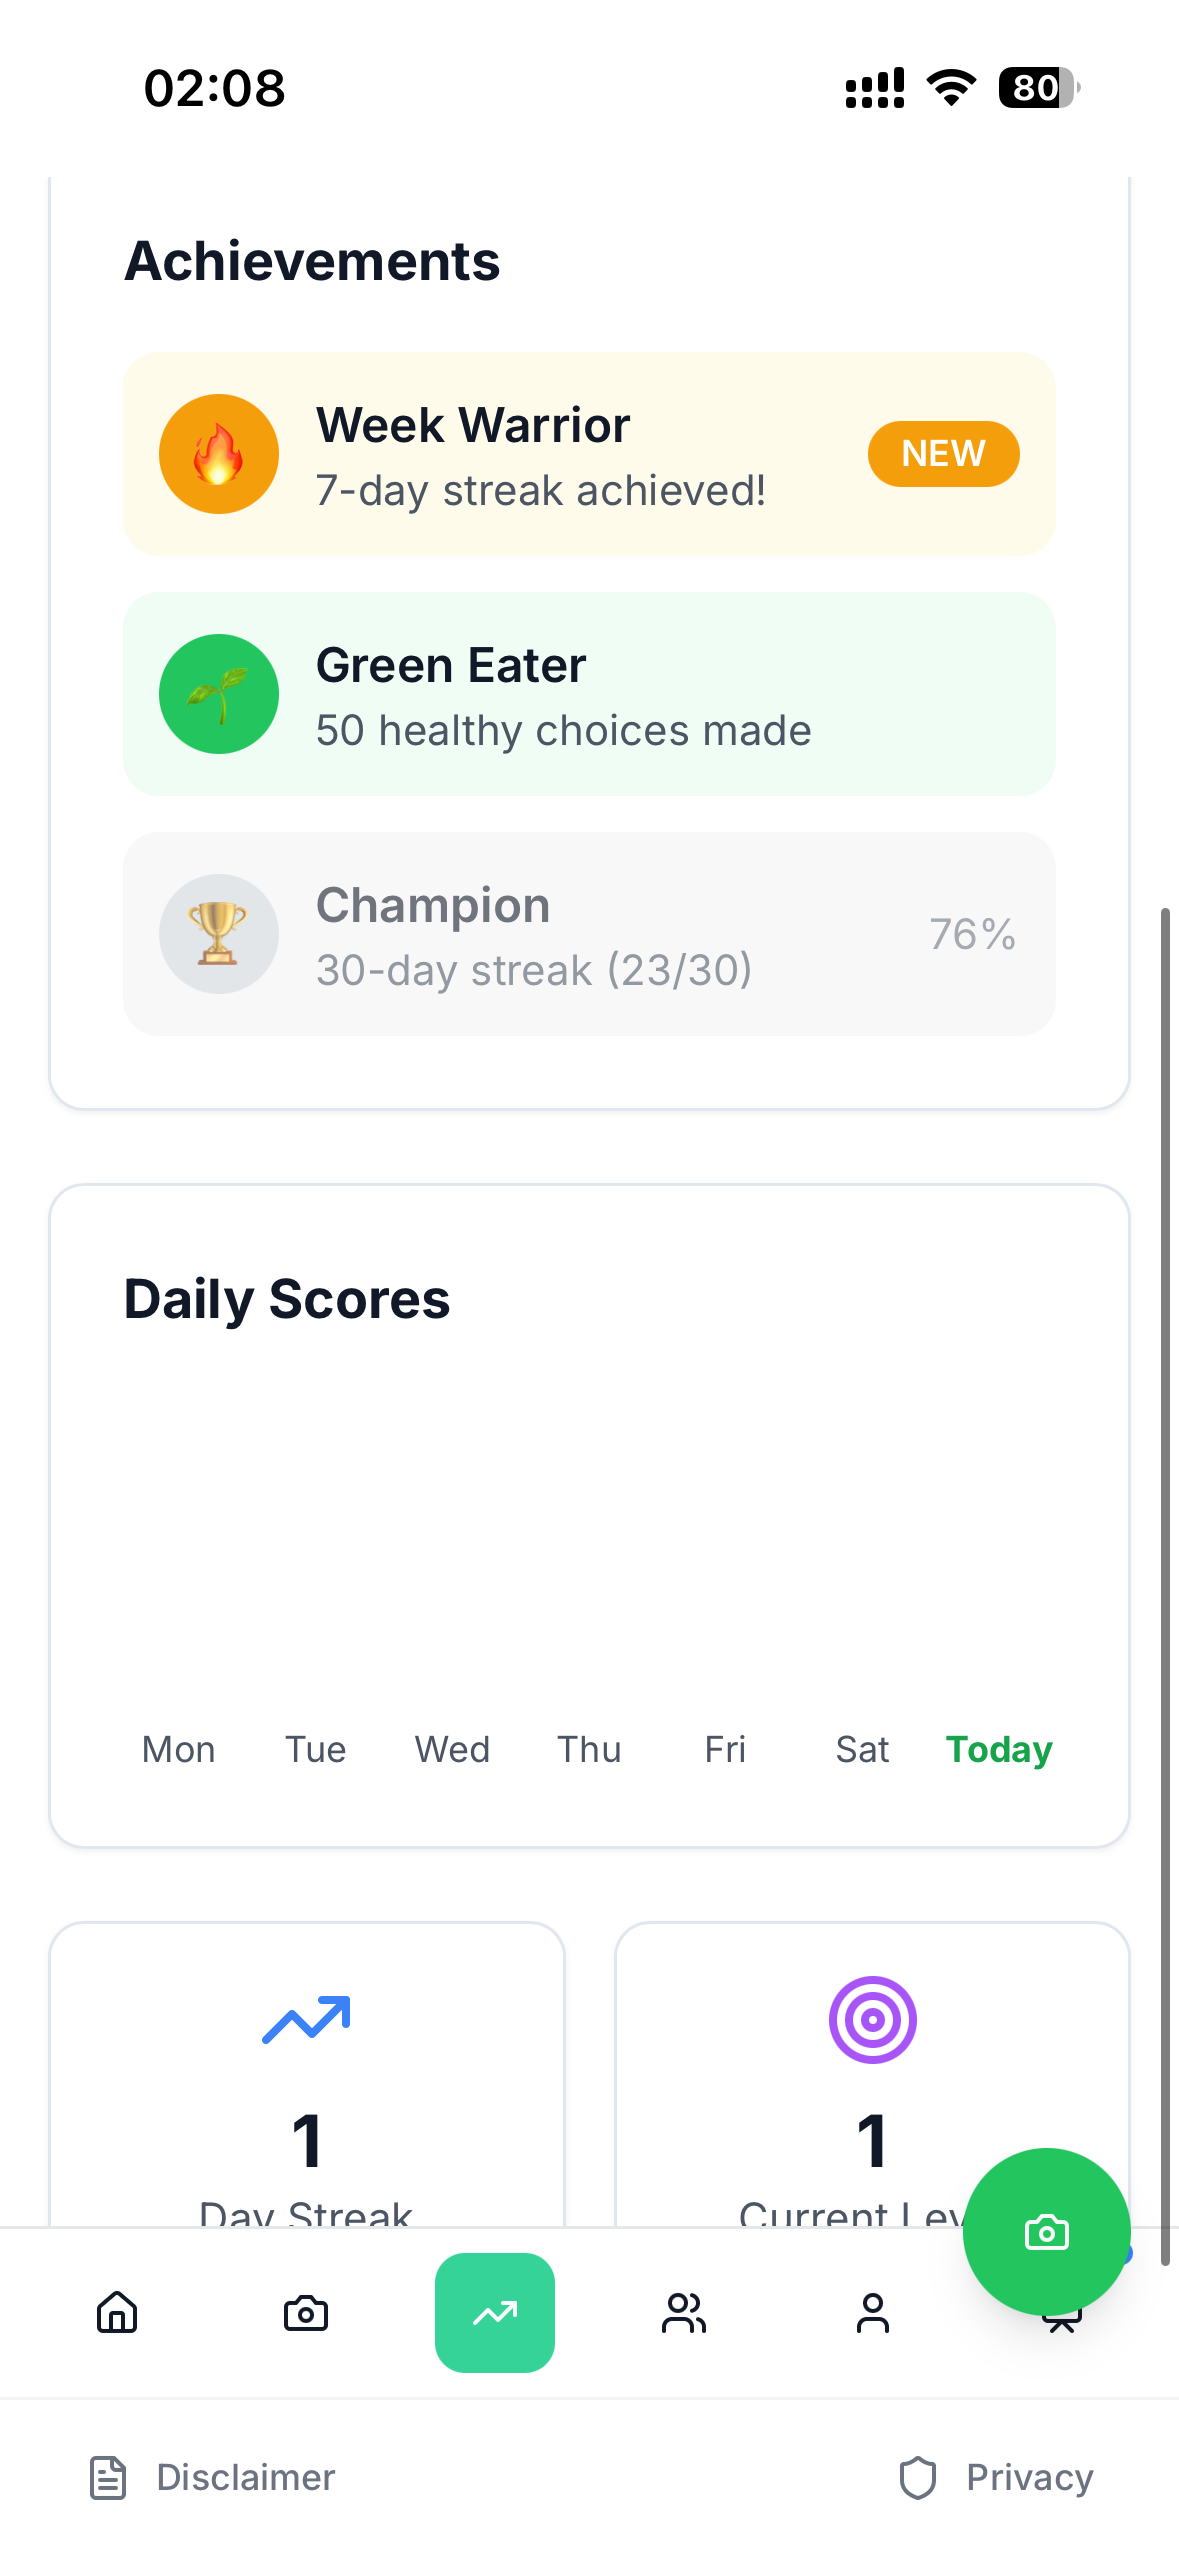 02:08
80
Achievements
Week Warrior
7-day streak achieved!
NEW
Green Eater
50 healthy choices made
Champion
30-day streak (23/30)
76%
Daily Scores
Mon Tue Wed Thu Fri Sat Today
1
Day Streak
1
Current Lev
Disclaimer
Privacy